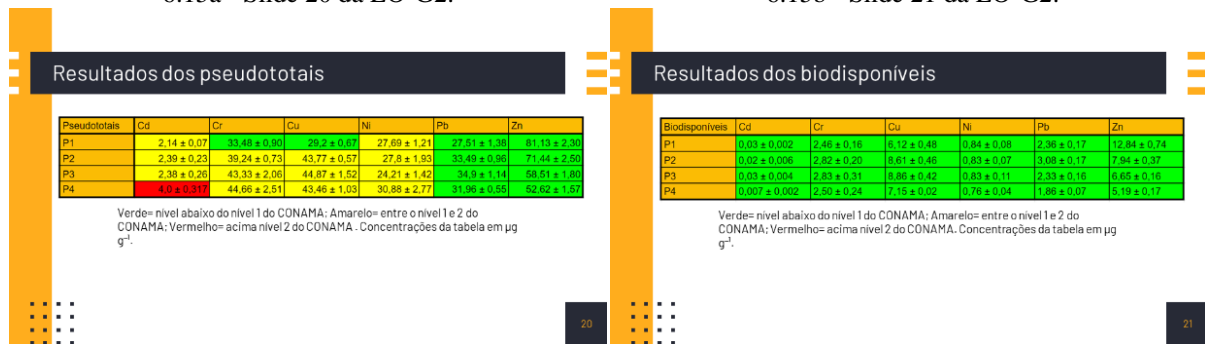 Resultados dos pseudototais
Pseudototais Cd Cr Cu Ni Pb Zn
P1 2,14 ± 0,07 33,48 ± 0,90 29,2 ± 0,67 27,69 ± 1,21 27,51 ± 1,38 81,13 ± 2,30
P2 2,39 ± 0,23 39,24 ± 0,73 43,77 ± 0,57 27,8 ± 1,93 33,49 ± 0,96 71,44 ± 2,50
P3 2,38 ± 0,26 43,33 ± 2,06 44,87 ± 1,52 24,21 ± 1,42 34,9 ± 1,14 58,51 ± 1,80
P4 4,0 ± 0,317 44,66 ± 2,51 43,46 ± 1,03 30,88 ± 2,77 31,96 ± 0,55 52,62 ± 1,57
Verde= nível abaixo do nível 1 do CONAMA; Amarelo= entre o nível 1 e 2 do
CONAMA; Vermelho= acima nível 2 do CONAMA . Concentrações da tabela em µg
g⁻¹.
20
Resultados dos biodisponíveis
Biodisponíveis Cd Cr Cu Ni Pb Zn
P1 0,03 ± 0,002 2,46 ± 0,16 6,12 ± 0,48 0,84 ± 0,08 2,36 ± 0,17 12,84 ± 0,74
P2 0,02 ± 0,006 2,82 ± 0,20 8,61 ± 0,46 0,83 ± 0,07 3,08 ± 0,17 7,94 ± 0,37
P3 0,03 ± 0,004 2,83 ± 0,31 8,86 ± 0,42 0,83 ± 0,11 2,33 ± 0,16 6,65 ± 0,16
P4 0,007 ± 0,002 2,50 ± 0,24 7,15 ± 0,02 0,76 ± 0,04 1,86 ± 0,07 5,19 ± 0,17
Verde= nível abaixo do nível 1 do CONAMA; Amarelo= entre o nível 1 e 2 do
CONAMA; Vermelho= acima nível 2 do CONAMA. Concentrações da tabela em µg
g⁻¹.
21